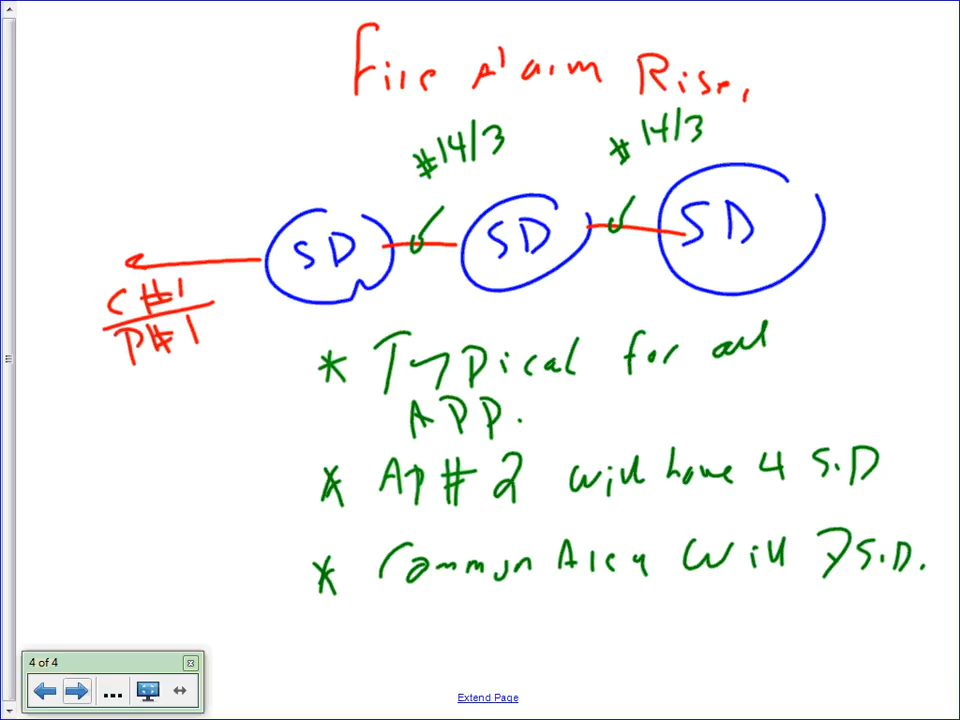 Fire Alarm Riser
#14/3
#14/3
SD
SD
SD
C#1
P#1
* Typical for all
APP.
* Ap # 2 will have 4 S.D
* Common Area Will 7 S.D.
4 of 4
...
Extend Page